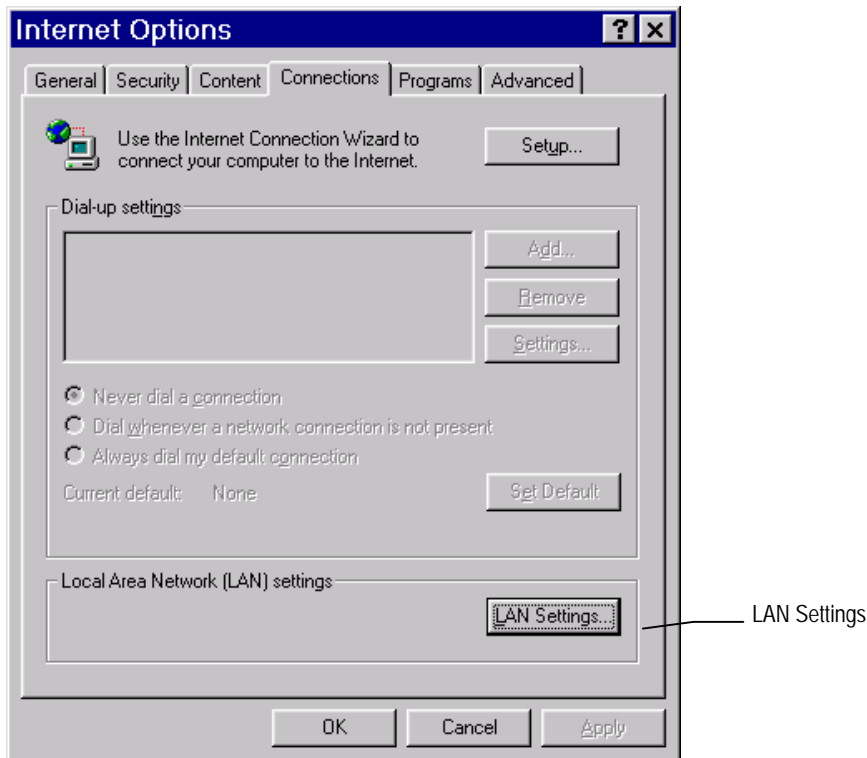 Internet Options
General Security Content Connections Programs Advanced
Use the Internet Connection Wizard to
connect your computer to the Internet.
Setup...
Dial-up settings
Add...
Remove
Settings...
Never dial a connection
Dial whenever a network connection is not present
Always dial my default connection
Current default: None
Set Default
Local Area Network (LAN) settings
LAN Settings...
LAN Settings
OK Cancel Apply